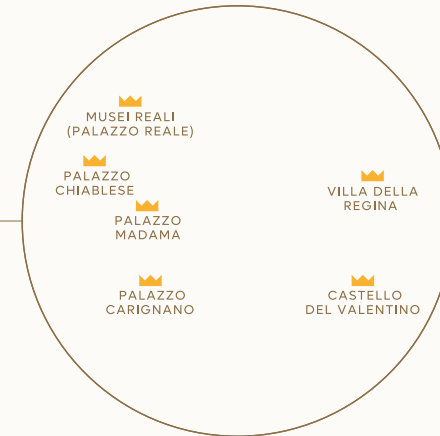 MUSEI REALI
(PALAZZO REALE)
PALAZZO
CHIABLESE
PALAZZO
MADAMA
VILLA DELLA
REGINA
PALAZZO
CARIGNANO
CASTELLO
DEL VALENTINO